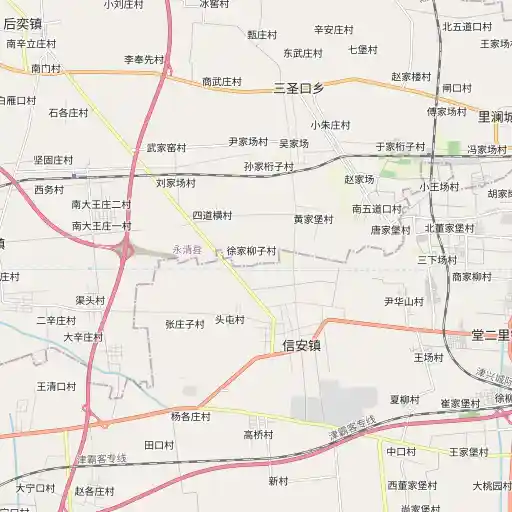 小刘庄村
冰窖村
后奕镇
甄庄村
辛安庄村
北五道口村
南辛立庄村
东武庄村
七堡村
王家场村
李奉先村
南门村
商武庄村
赵家楼村
三圣口乡
闸口村
白雁口村
石各庄村
傅家场村
里澜城
小朱庄村
武家窑村
尹家场村
吴家场
于家桁子村
冯家场村
坚固庄村
孙家桁子村
西务村
刘家场村
赵家场
小王场村
南大王庄二村
四道横村
黄家堡村
南五道口村
南大王庄一村
唐家堡村
北董家堡村
永清县
徐家柳子村
三下场村
商家柳村
渠头村
尹华山村
二辛庄村
张庄子村
头屯村
大辛庄村
信安镇
堂二里
王场村
王清口村
津兴城际
夏柳村
崔家堡村
杨各庄村
高桥村
津霸客专线
田口村
中口村
王家堡村
津霸客专线
新村
大宁口村
赵各庄村
西董家堡村
大桃园村
尚家堡村